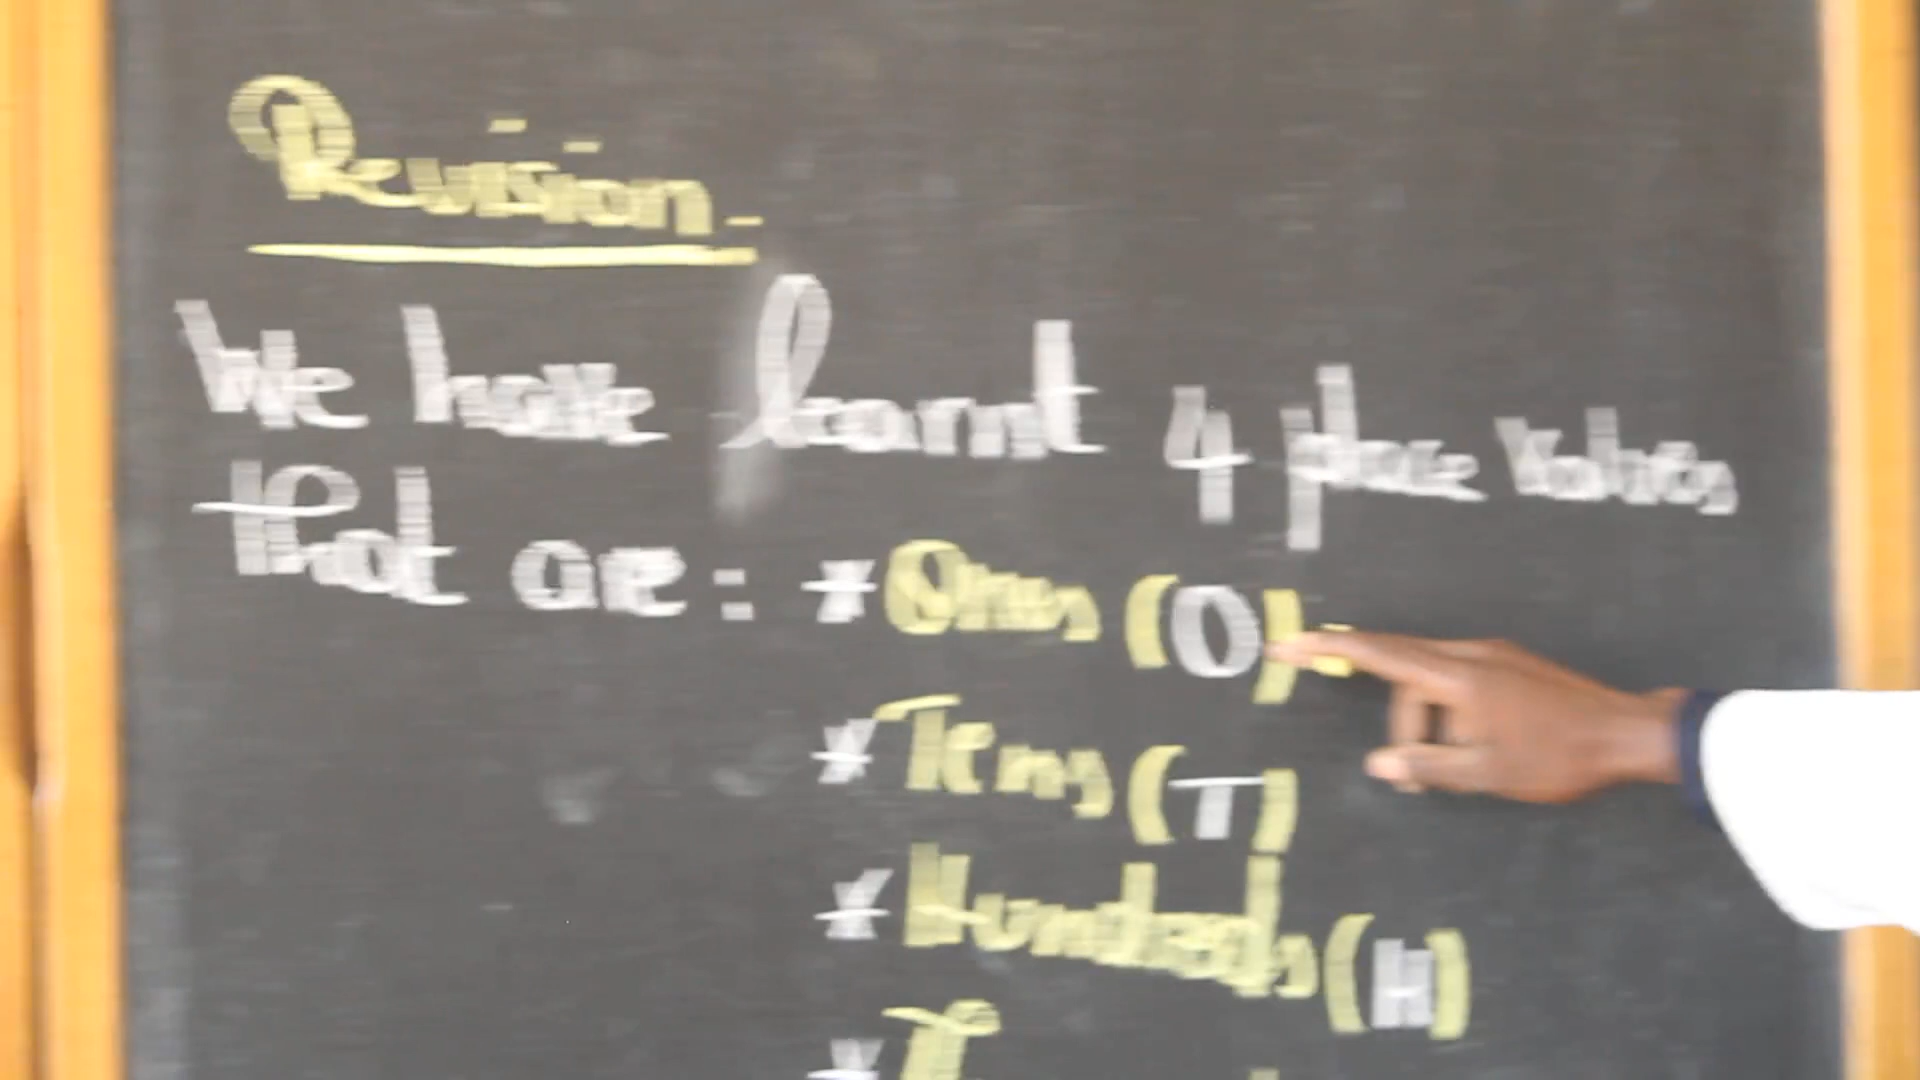 Revision.
We have learnt 4 place values
that are: * Ones (O)
* Tens (T)
* Hundreds (H)
*